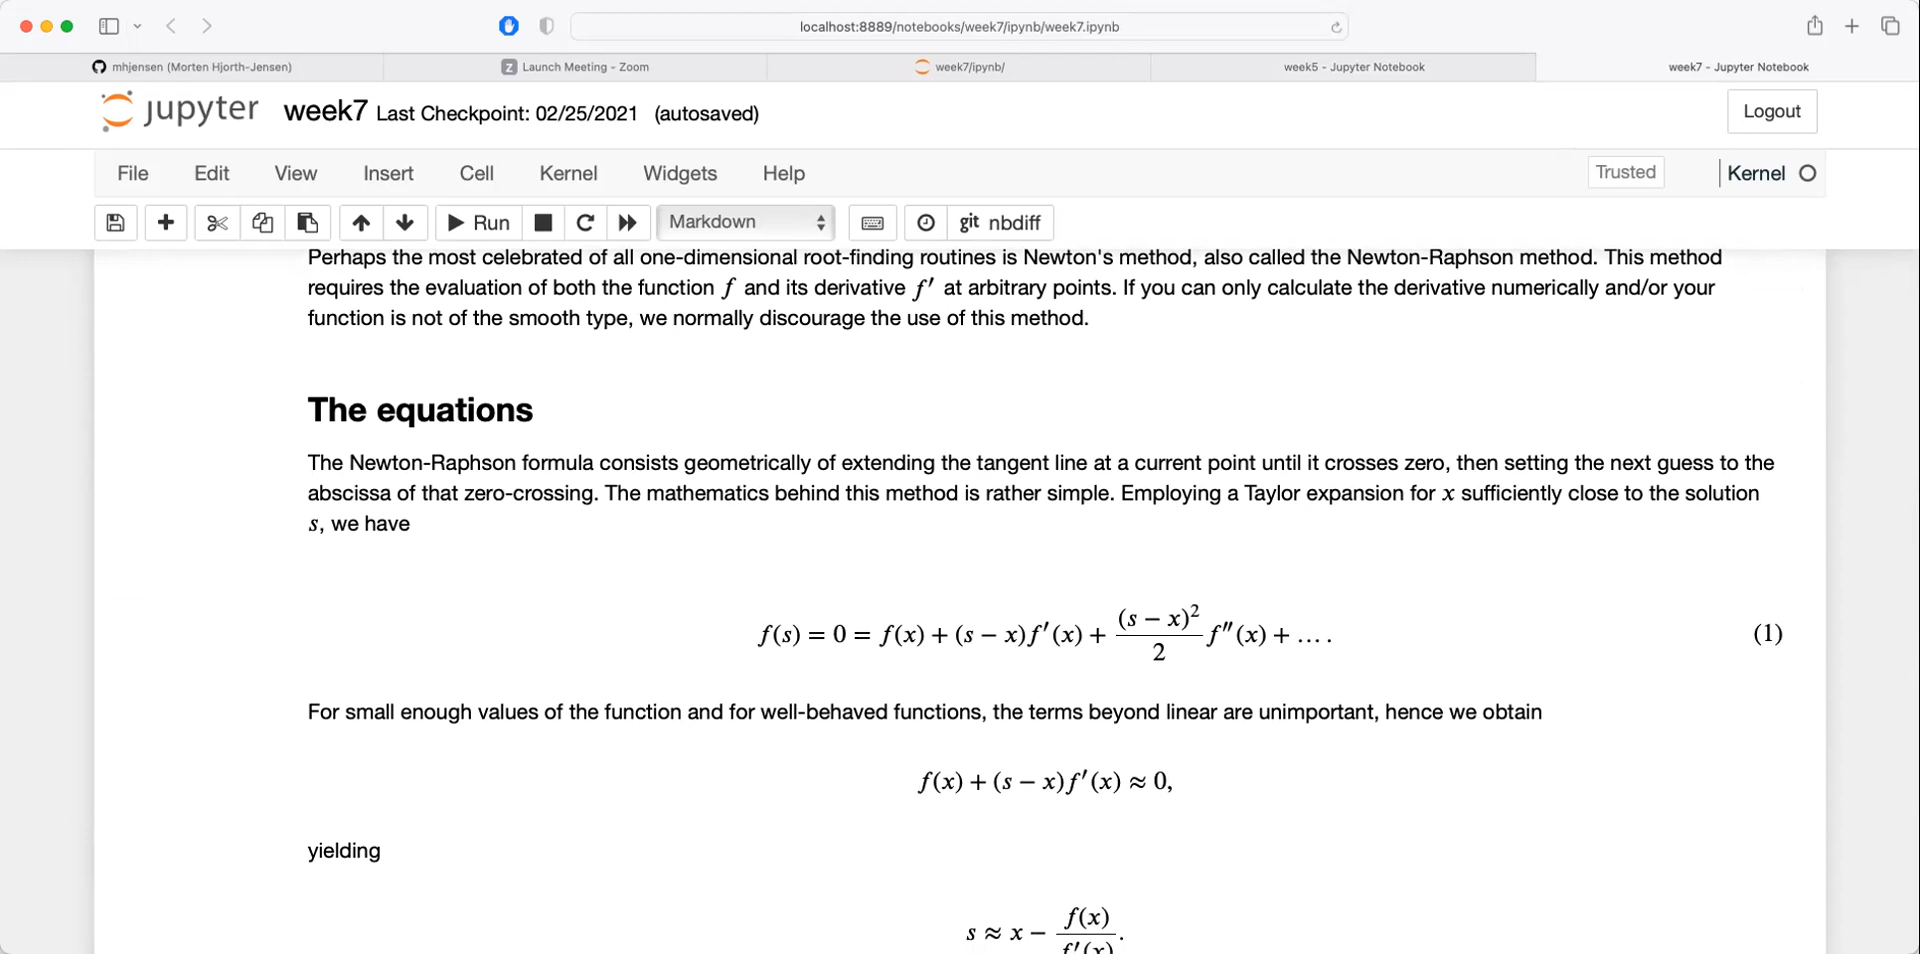 localhost:8889/notebooks/week7/ipynb/week7.ipynb
mhjensen (Morten Hjorth-Jensen)
Z Launch Meeting - Zoom
week7/ipynb/
week5 - Jupyter Notebook
week7 - Jupyter Notebook
jupyter week7 Last Checkpoint: 02/25/2021 (autosaved)
Logout
File Edit View Insert Cell Kernel Widgets Help
Trusted
Kernel
Run
Markdown
git nbdiff
Perhaps the most celebrated of all one-dimensional root-finding routines is Newton's method, also called the Newton-Raphson method. This method
requires the evaluation of both the function f and its derivative f′ at arbitrary points. If you can only calculate the derivative numerically and/or your
function is not of the smooth type, we normally discourage the use of this method.
The equations
The Newton-Raphson formula consists geometrically of extending the tangent line at a current point until it crosses zero, then setting the next guess to the
abscissa of that zero-crossing. The mathematics behind this method is rather simple. Employing a Taylor expansion for x sufficiently close to the solution
s, we have
f(s) = 0 = f(x) + (s − x)f′(x) + (s − x)²/2 f″(x) + … . (1)
For small enough values of the function and for well-behaved functions, the terms beyond linear are unimportant, hence we obtain
f(x) + (s − x)f′(x) ≈ 0,
yielding
s ≈ x − f(x)/f′(x).